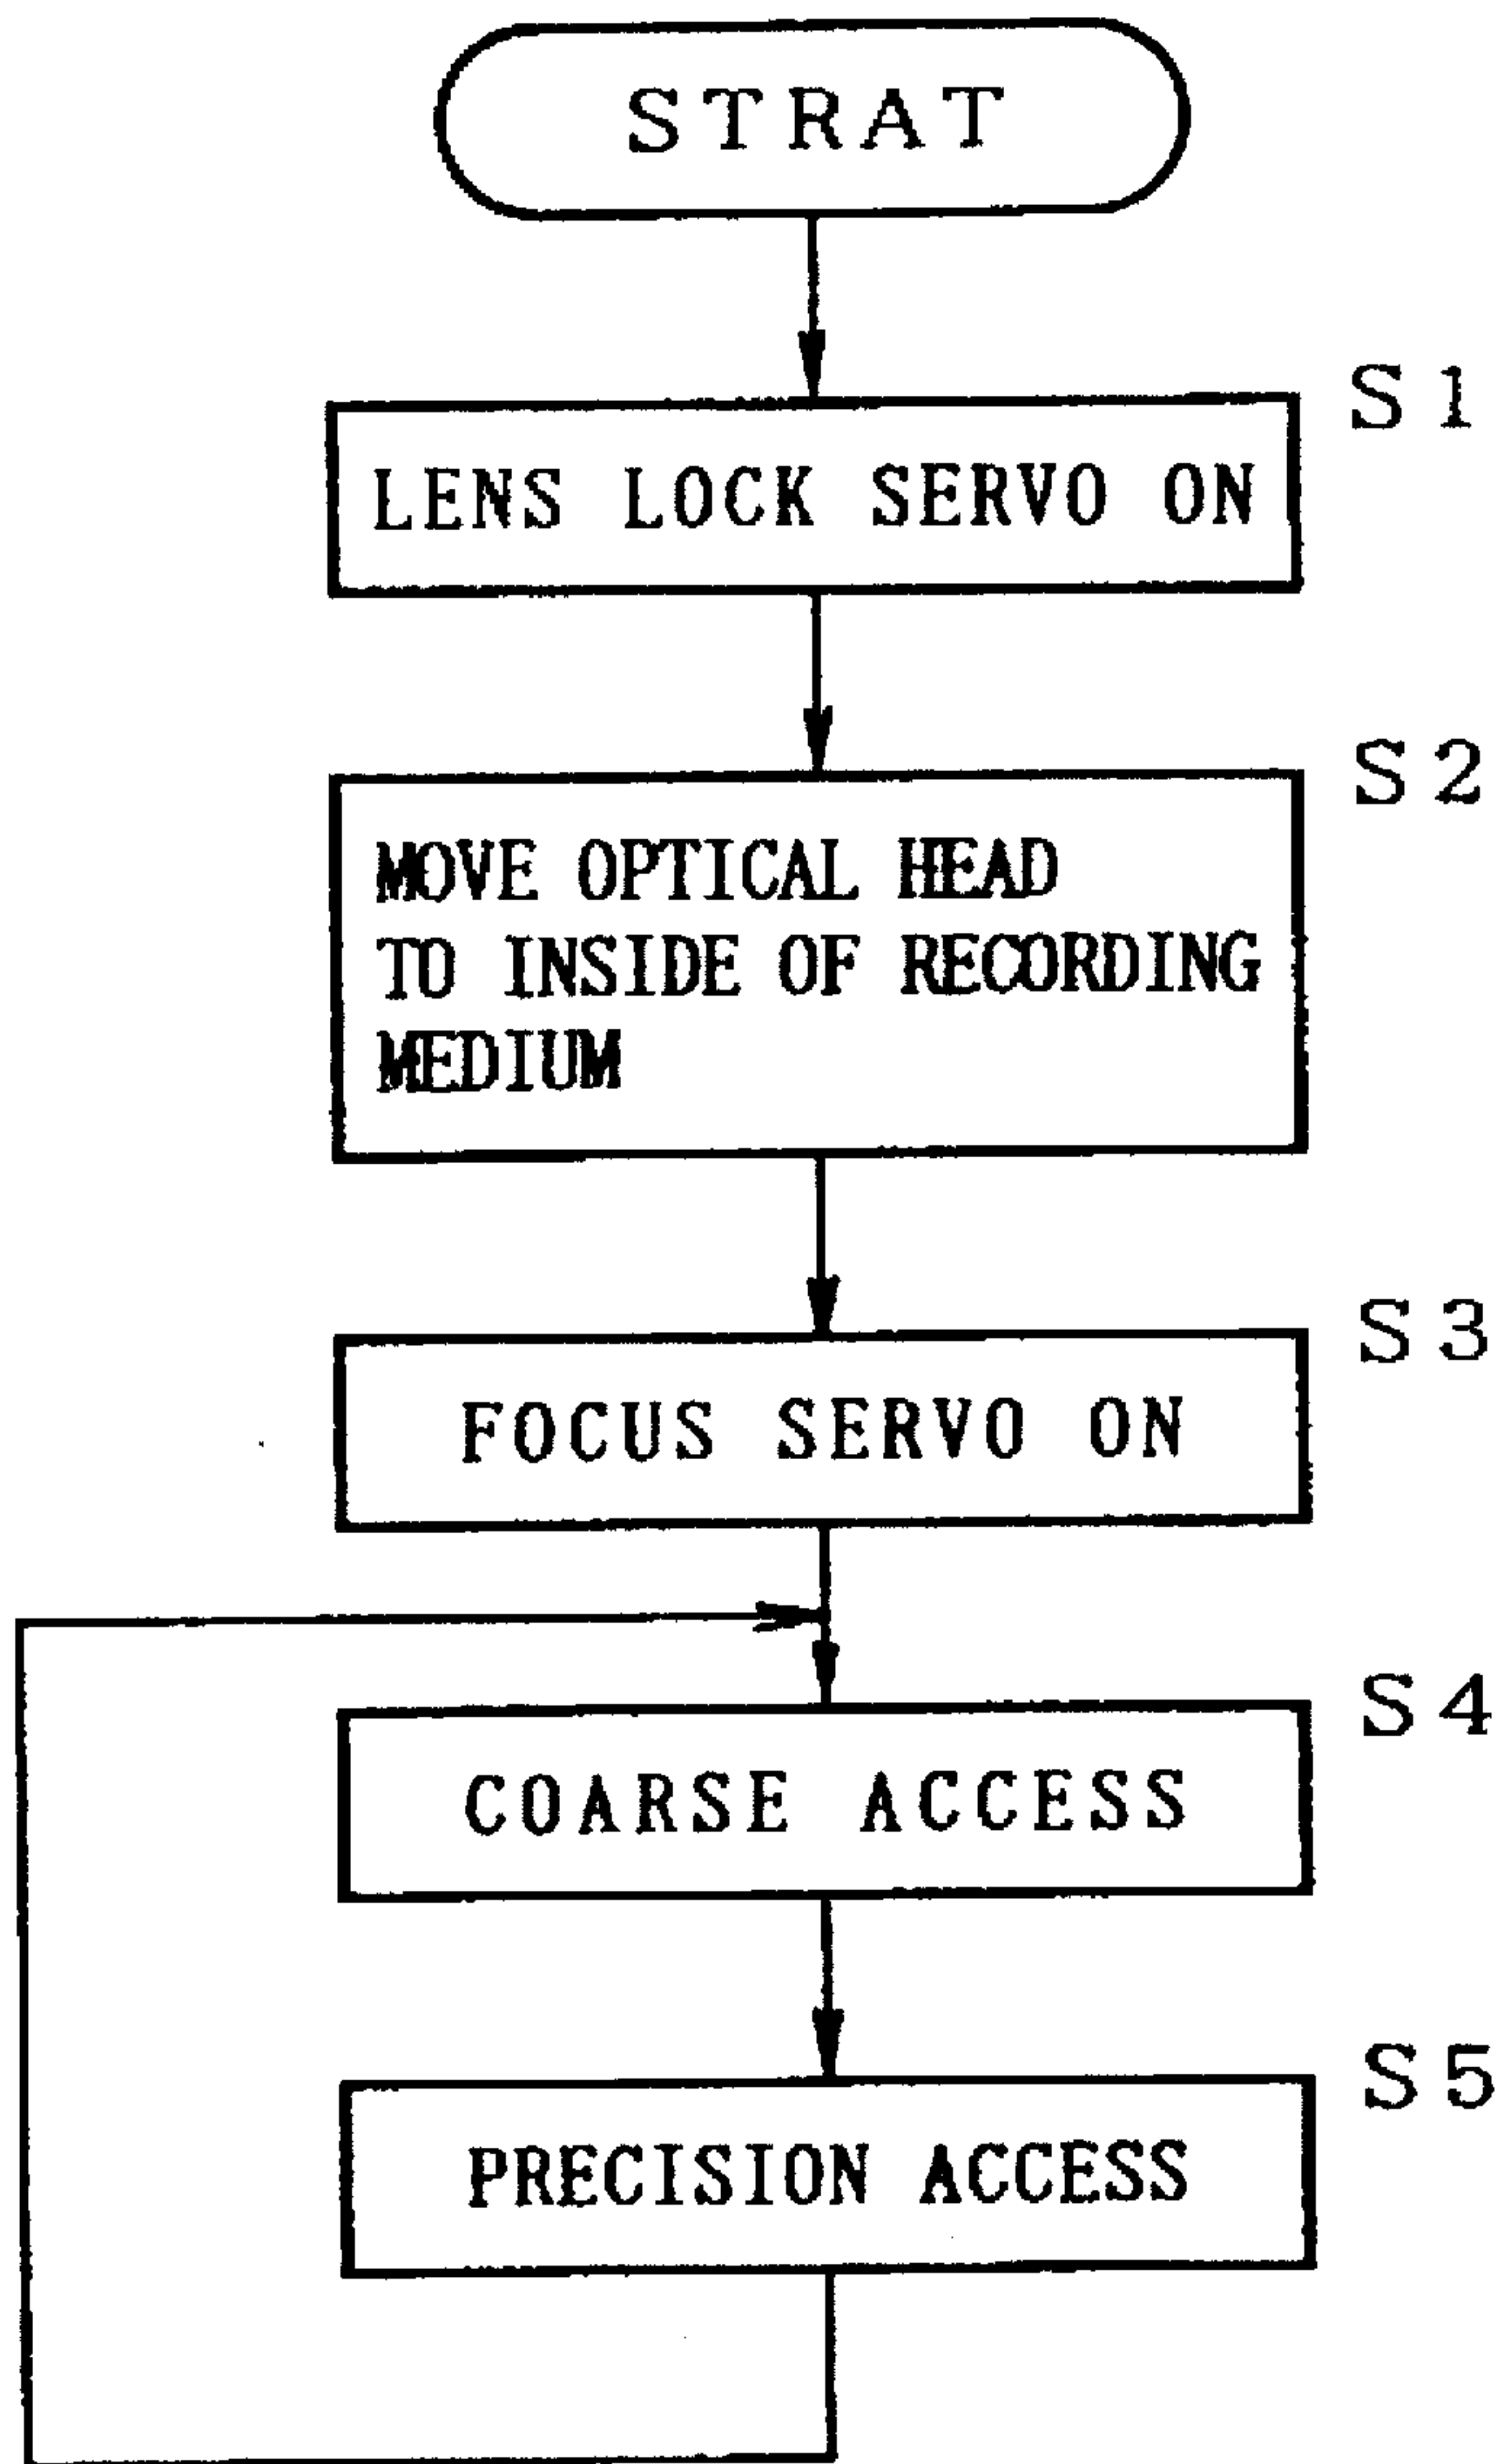 STRAT
S1
LENS LOCK SERVO ON
S2
MOVE OPTICAL HEAD
TO INSIDE OF RECORDING
MEDIUM
S3
FOCUS SERVO ON
S4
COARSE ACCESS
S5
PRECISION ACCESS